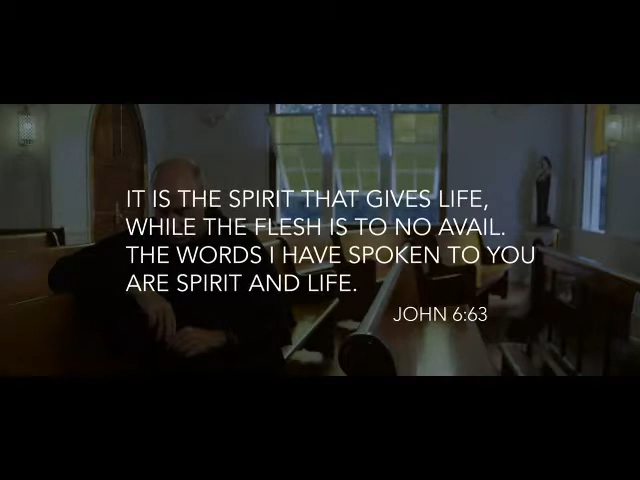 IT IS THE SPIRIT THAT GIVES LIFE,
WHILE THE FLESH IS TO NO AVAIL.
THE WORDS I HAVE SPOKEN TO YOU
ARE SPIRIT AND LIFE.
JOHN 6:63